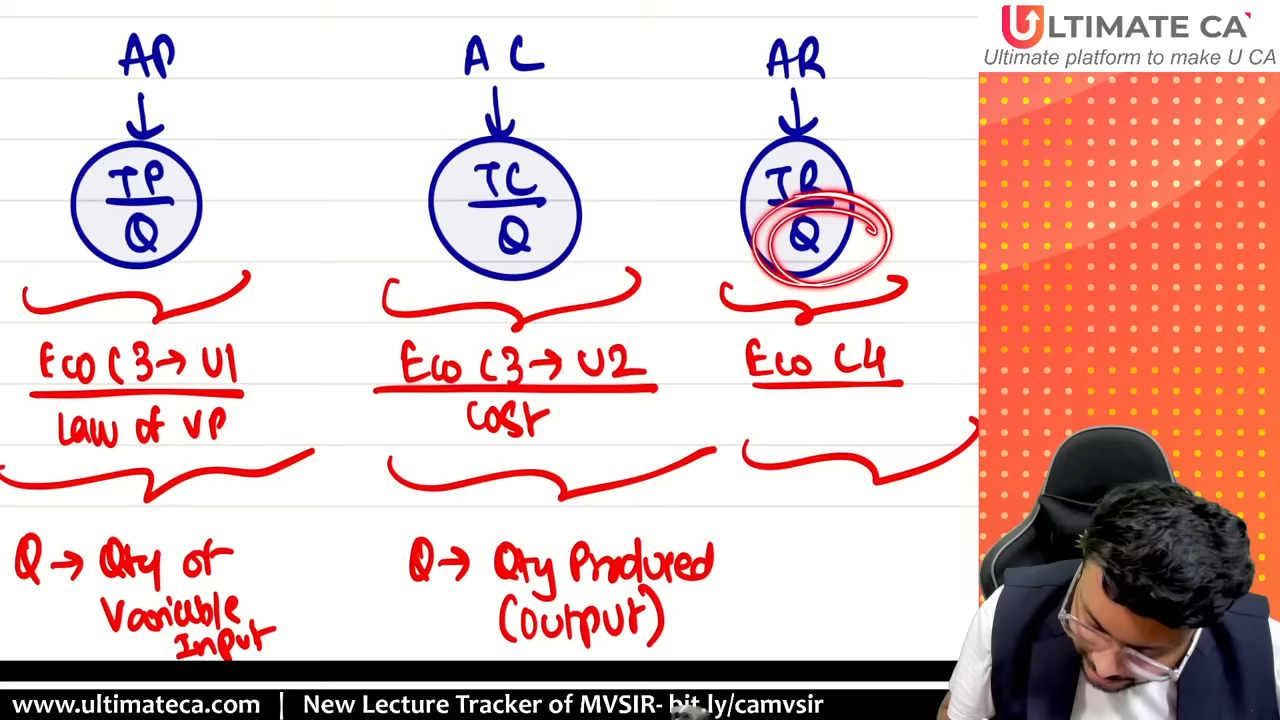 AP
AC
AR
ULTIMATE CA
Ultimate platform to make U CA
TP
Q
TC
Q
TR
Q
Eco C3→ U1
Law of VP
Eco C3→ U2
Cost
Eco C4
Q → Qty of
Variable
Input
Q → Qty Produced
(Output)
www.ultimateca.com | New Lecture Tracker of MVSIR- bit.ly/camvsir